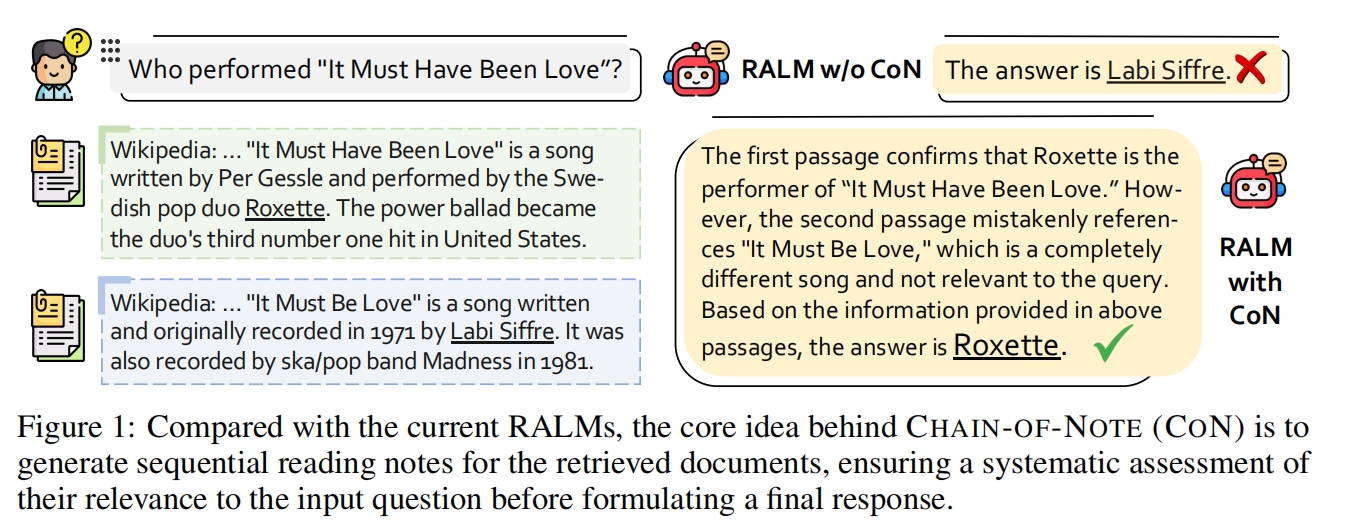 Who performed "It Must Have Been Love”?
RALM w/o CoN
The answer is Labi Siffre.
Wikipedia: ... "It Must Have Been Love" is a song
written by Per Gessle and performed by the Swe-
dish pop duo Roxette. The power ballad became
the duo's third number one hit in United States.
Wikipedia: ... "It Must Be Love" is a song written
and originally recorded in 1971 by Labi Siffre. It was
also recorded by ska/pop band Madness in 1981.
The first passage confirms that Roxette is the
performer of “It Must Have Been Love.” How-
ever, the second passage mistakenly referen-
ces "It Must Be Love," which is a completely
different song and not relevant to the query.
Based on the information provided in above
passages, the answer is Roxette.
RALM
with
CoN
Figure 1: Compared with the current RALMs, the core idea behind CHAIN-OF-NOTE (CON) is to
generate sequential reading notes for the retrieved documents, ensuring a systematic assessment of
their relevance to the input question before formulating a final response.